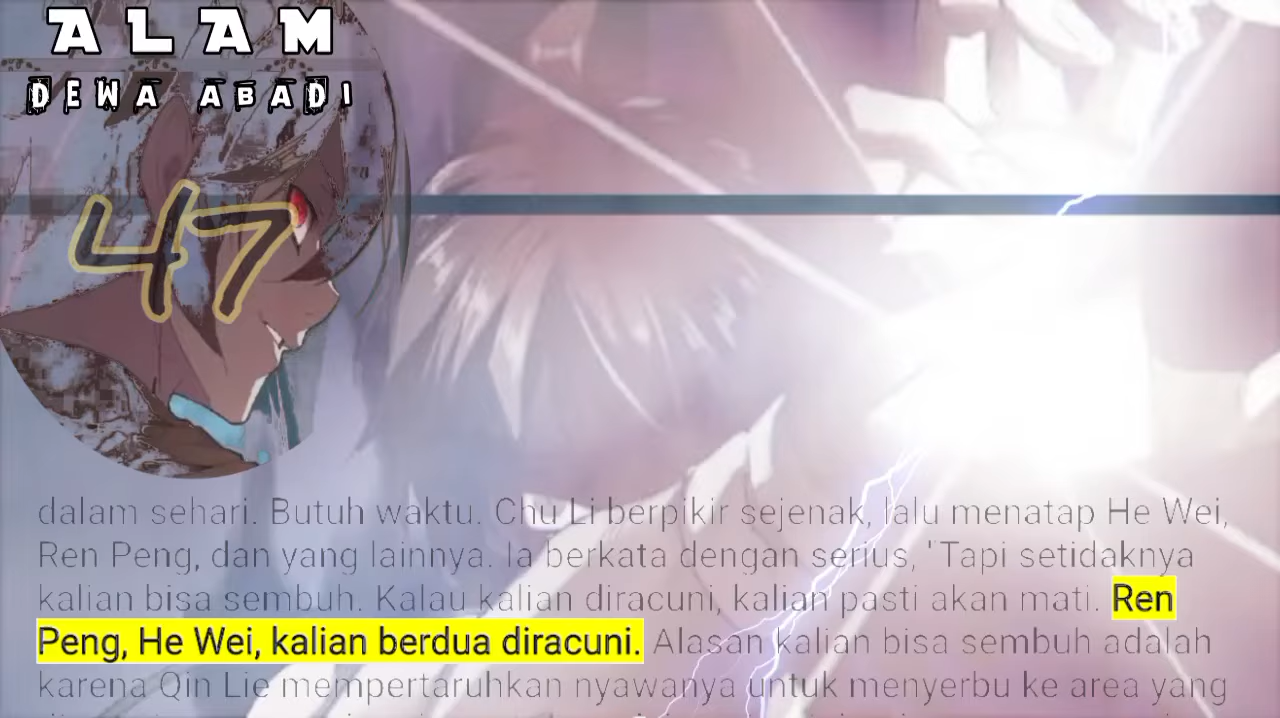 ALAM
DEWA ABADI
47
dalam sehari. Butuh waktu. Chu Li berpikir sejenak, lalu menatap He Wei,
Ren Peng, dan yang lainnya. Ia berkata dengan serius, "Tapi setidaknya
kalian bisa sembuh. Kalau kalian diracuni, kalian pasti akan mati. Ren
Peng, He Wei, kalian berdua diracuni. Alasan kalian bisa sembuh adalah
karena Qin Lie mempertaruhkan nyawanya untuk menyerbu ke area yang